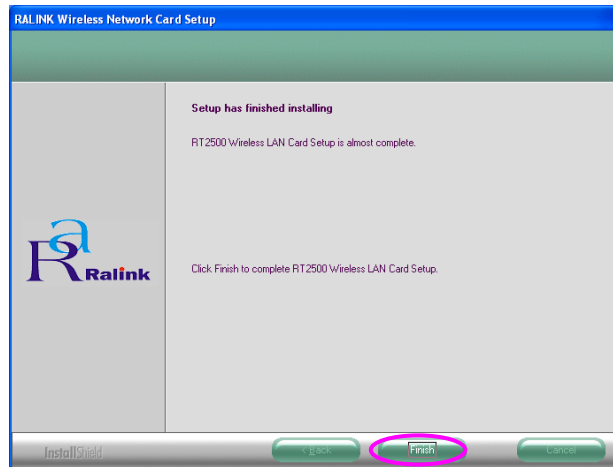 RALINK Wireless Network Card Setup
Setup has finished installing
RT2500 Wireless LAN Card Setup is almost complete.
Ra
Ralink
Click Finish to complete RT2500 Wireless LAN Card Setup.
InstallShield
< Back
Finish
Cancel